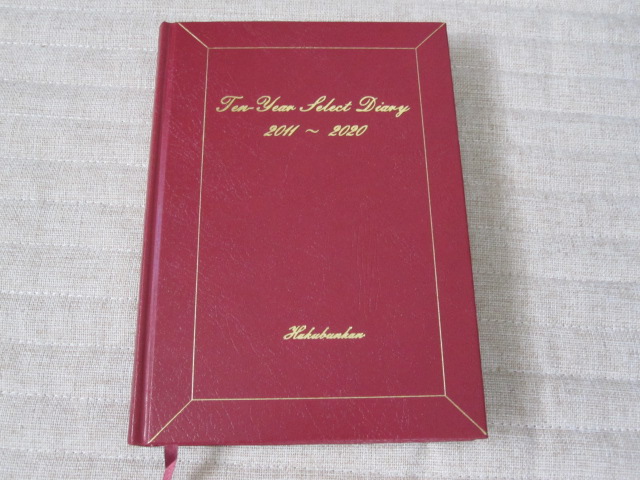 Ten-Year Select Diary
2011 ~ 2020
Hakubunkan